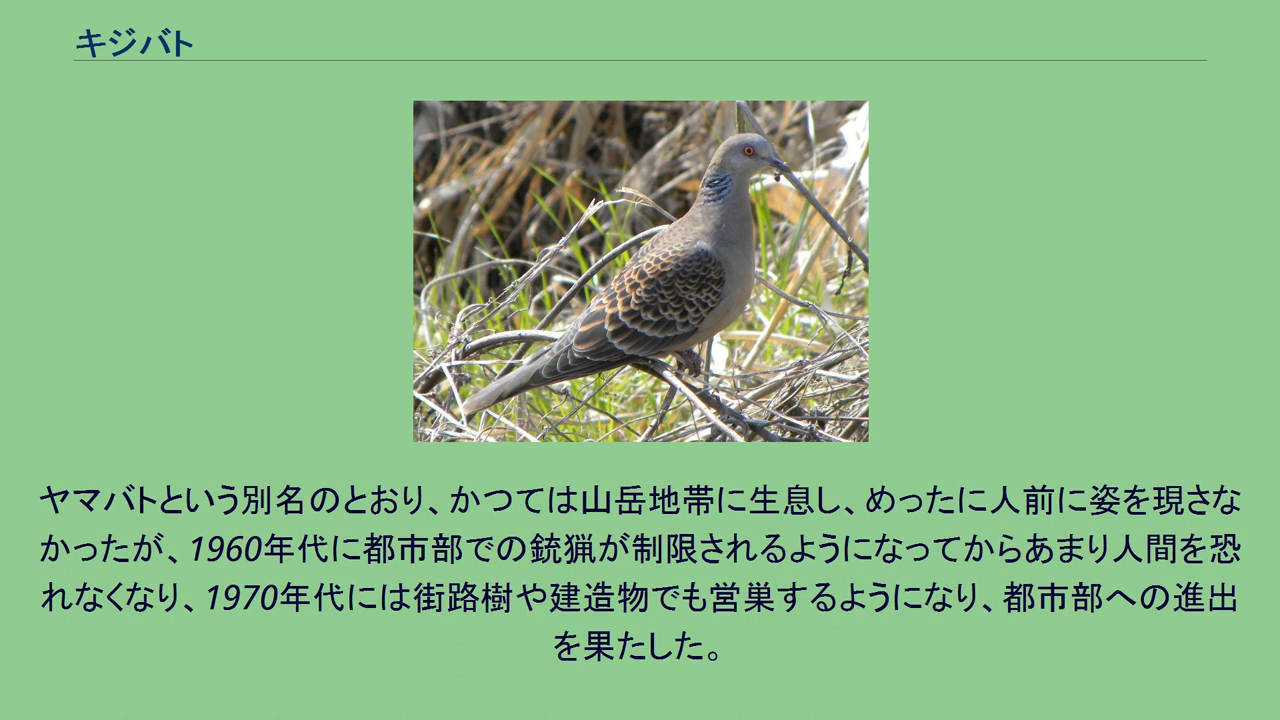 キジバト
ヤマバトという別名のとおり、かつては山岳地帯に生息し、めったに人前に姿を現さな
かったが、1960年代に都市部での銃猟が制限されるようになってからあまり人間を恐
れなくなり、1970年代には街路樹や建造物でも営巣するようになり、都市部への進出
を果たした。